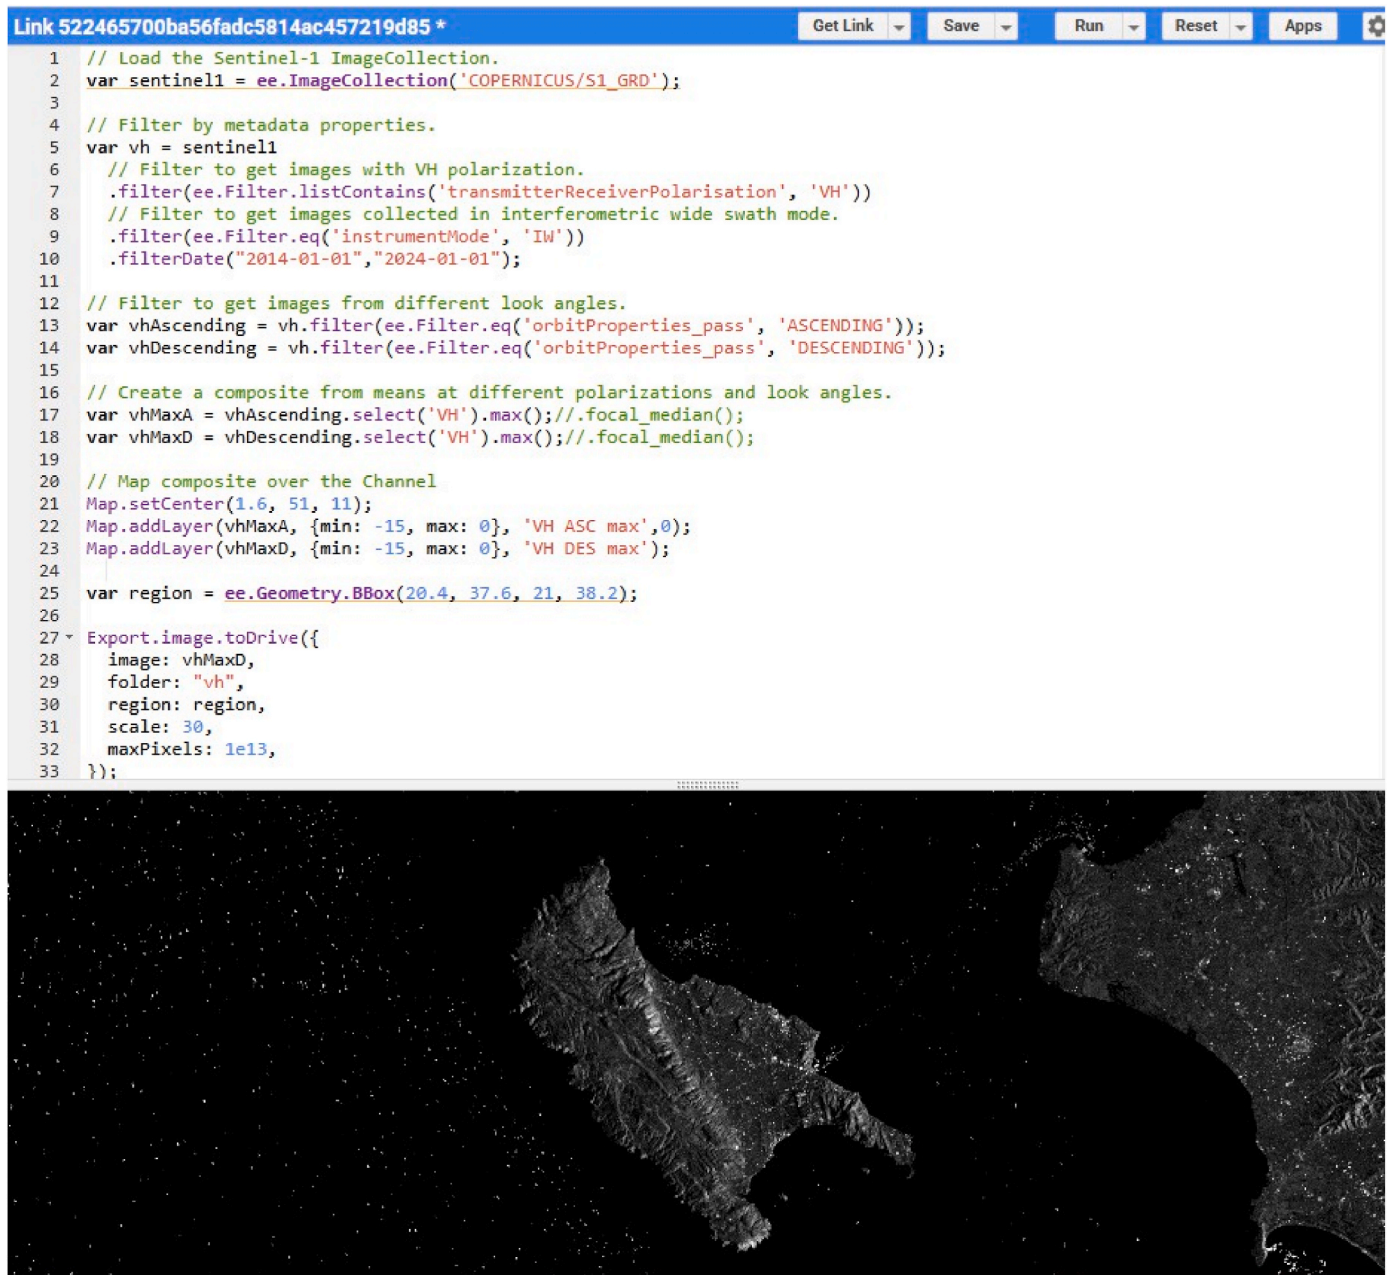 Link 522465700ba56fadc5814ac457219d85 *
Get Link Save Run Reset Apps
1 // Load the Sentinel-1 ImageCollection.
2 var sentinel1 = ee.ImageCollection('COPERNICUS/S1_GRD');
3
4 // Filter by metadata properties.
5 var vh = sentinel1
6 // Filter to get images with VH polarization.
7 .filter(ee.Filter.listContains('transmitterReceiverPolarisation', 'VH'))
8 // Filter to get images collected in interferometric wide swath mode.
9 .filter(ee.Filter.eq('instrumentMode', 'IW'))
10 .filterDate("2014-01-01","2024-01-01");
11
12 // Filter to get images from different look angles.
13 var vhAscending = vh.filter(ee.Filter.eq('orbitProperties_pass', 'ASCENDING'));
14 var vhDescending = vh.filter(ee.Filter.eq('orbitProperties_pass', 'DESCENDING'));
15
16 // Create a composite from means at different polarizations and look angles.
17 var vhMaxA = vhAscending.select('VH').max();//.focal_median();
18 var vhMaxD = vhDescending.select('VH').max();//.focal_median();
19
20 // Map composite over the Channel
21 Map.setCenter(1.6, 51, 11);
22 Map.addLayer(vhMaxA, {min: -15, max: 0}, 'VH ASC max',0);
23 Map.addLayer(vhMaxD, {min: -15, max: 0}, 'VH DES max');
24
25 var region = ee.Geometry.BBox(20.4, 37.6, 21, 38.2);
26
27 Export.image.toDrive({
28 image: vhMaxD,
29 folder: "vh",
30 region: region,
31 scale: 30,
32 maxPixels: 1e13,
33 });